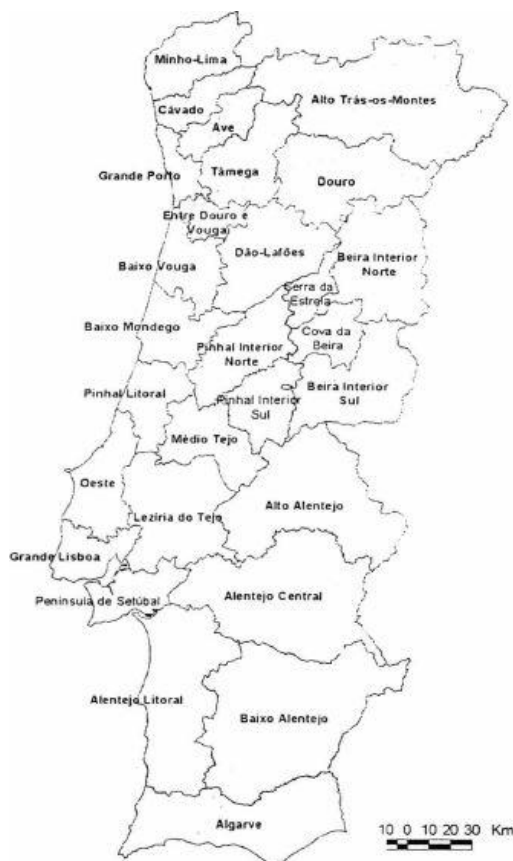 Minho-Lima
Alto Trás-os-Montes
Cávado
Ave
Grande Porto
Tâmega
Douro
Entre Douro e
Vouga
Dão-Lafões
Baixo Vouga
Beira Interior
Norte
Serra da
Estrela
Baixo Mondego
Cova da
Beira
Pinhal Interior
Norte
Pinhal Litoral
Pinhal Interior
Sul
Beira Interior
Sul
Médio Tejo
Oeste
Alto Alentejo
Lezíria do Tejo
Grande Lisboa
Península de Setúbal
Alentejo Central
Alentejo Litoral
Baixo Alentejo
Algarve
10 0 10 20 30 Km